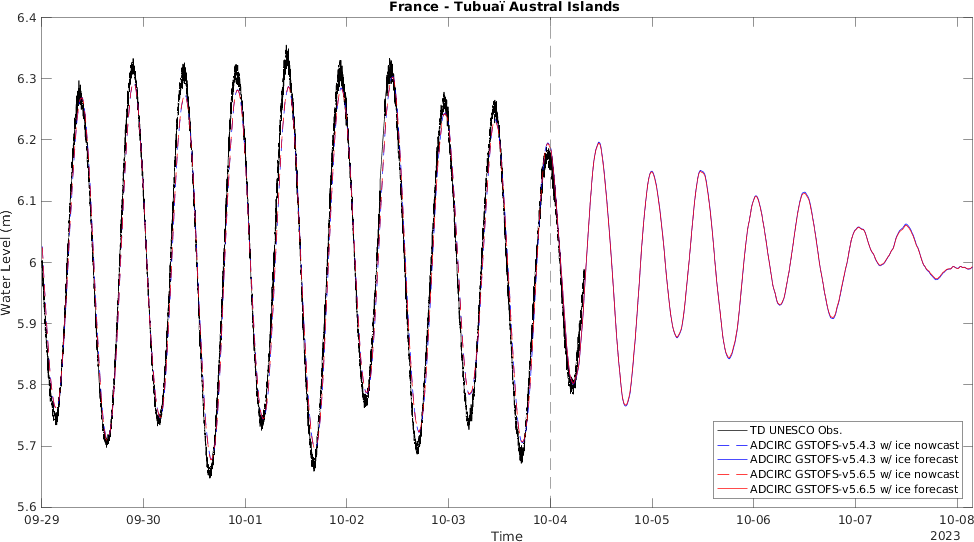 France - Tubuaï Austral Islands
Water Level (m)
6.4
6.3
6.2
6.1
6
5.9
5.8
5.7
5.6
TD UNESCO Obs.
ADCIRC GSTOFS-v5.4.3 w/ ice nowcast
ADCIRC GSTOFS-v5.4.3 w/ ice forecast
ADCIRC GSTOFS-v5.6.5 w/ ice nowcast
ADCIRC GSTOFS-v5.6.5 w/ ice forecast
09-29 09-30 10-01 10-02 10-03 10-04 10-05 10-06 10-07 10-08
Time
2023